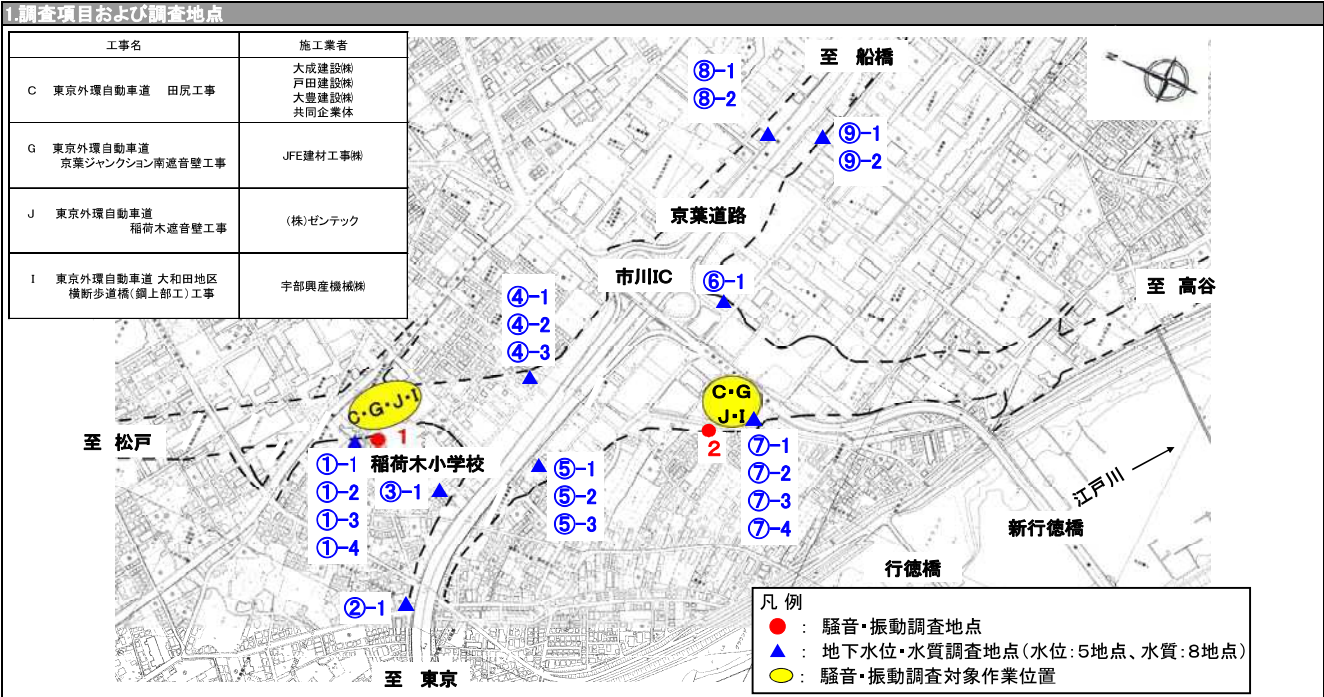 1.調査項目および調査地点
工事名
施工業者
C 東京外環自動車道 田尻工事
大成建設㈱
戸田建設㈱
大豊建設㈱
共同企業体
G 東京外環自動車道
京葉ジャンクション南遮音壁工事
JFE建材工事㈱
J 東京外環自動車道
稲荷木遮音壁工事
(株)ゼンテック
I 東京外環自動車道 大和田地区
横断歩道橋(鋼上部工)工事
宇部興産機械㈱
至 船橋
N
⑧-1
⑧-2
⑨-1
⑨-2
京葉道路
市川IC
⑥-1
至 高谷
④-1
④-2
④-3
C・G・J・I
C・G
J・I
至 松戸
1
2
①-1
①-2
①-3
①-4
稲荷木小学校
③-1
⑤-1
⑤-2
⑤-3
⑦-1
⑦-2
⑦-3
⑦-4
江戸川
新行徳橋
行徳橋
②-1
至 東京
凡 例
： 騒音・振動調査地点
： 地下水位・水質調査地点(水位:5地点、水質:8地点)
： 騒音・振動調査対象作業位置